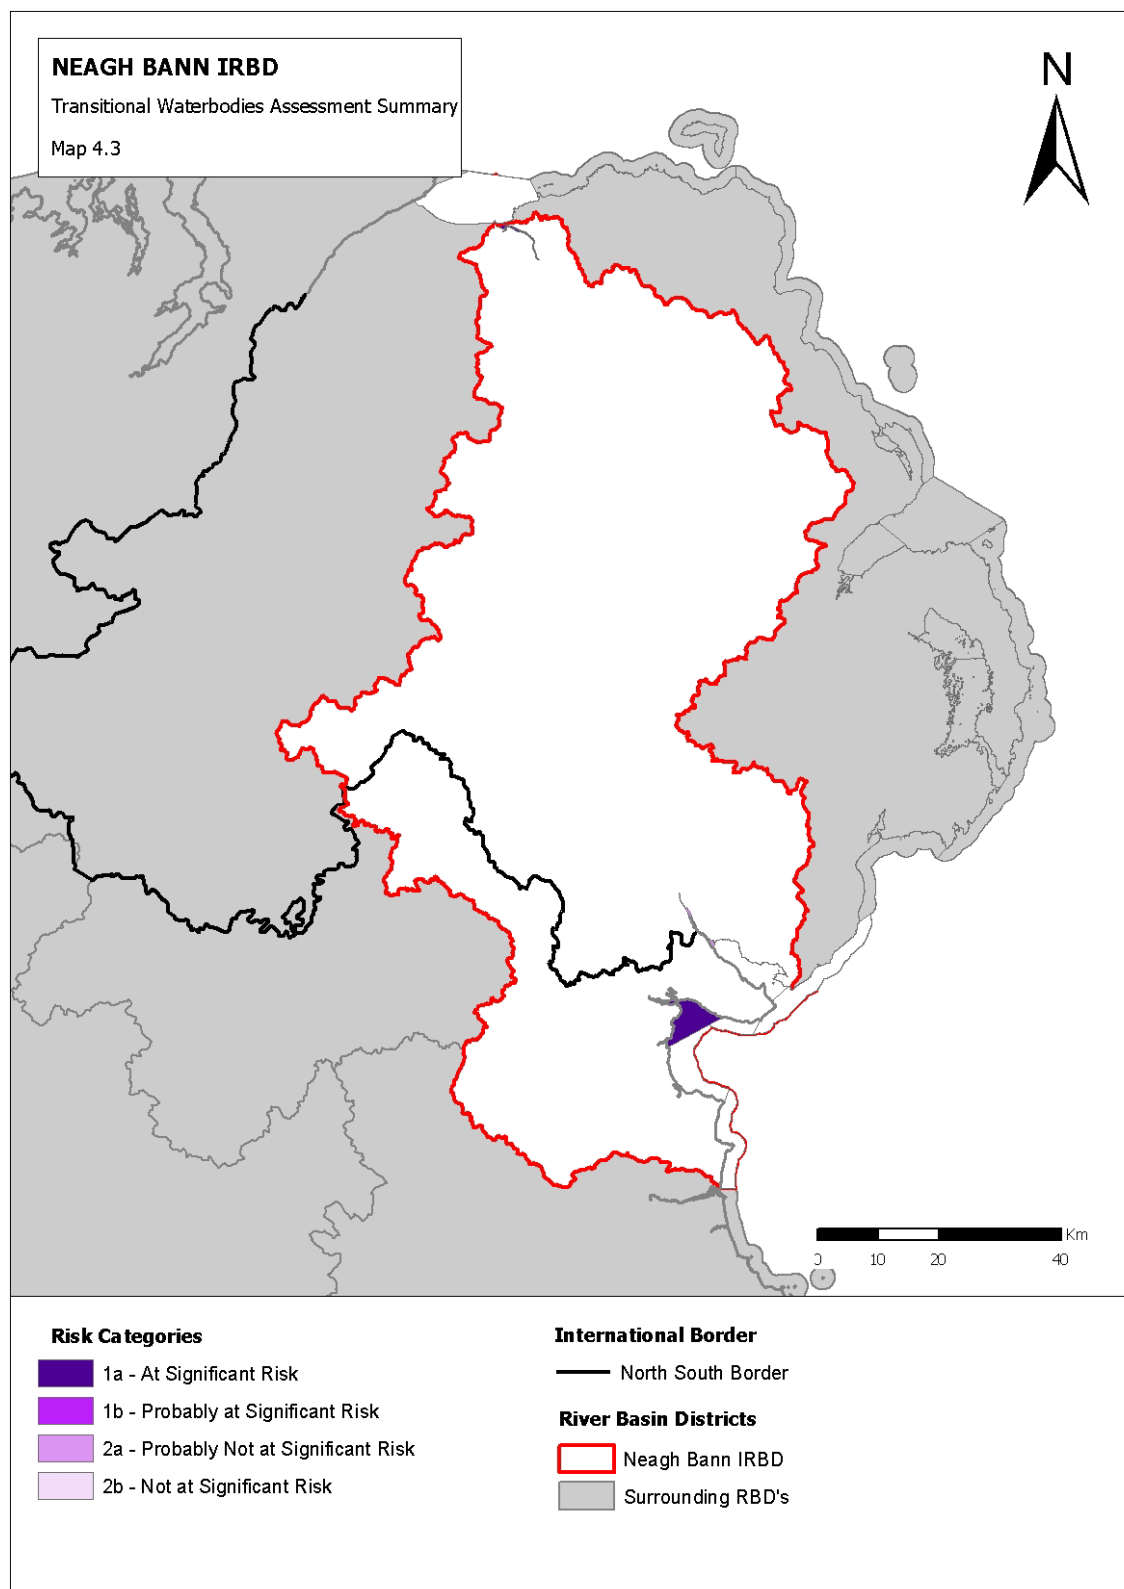 NEAGH BANN IRBD
Transitional Waterbodies Assessment Summary
Map 4.3
N
Km
0 10 20 40
Risk Categories
1a - At Significant Risk
1b - Probably at Significant Risk
2a - Probably Not at Significant Risk
2b - Not at Significant Risk
International Border
North South Border
River Basin Districts
Neagh Bann IRBD
Surrounding RBD's